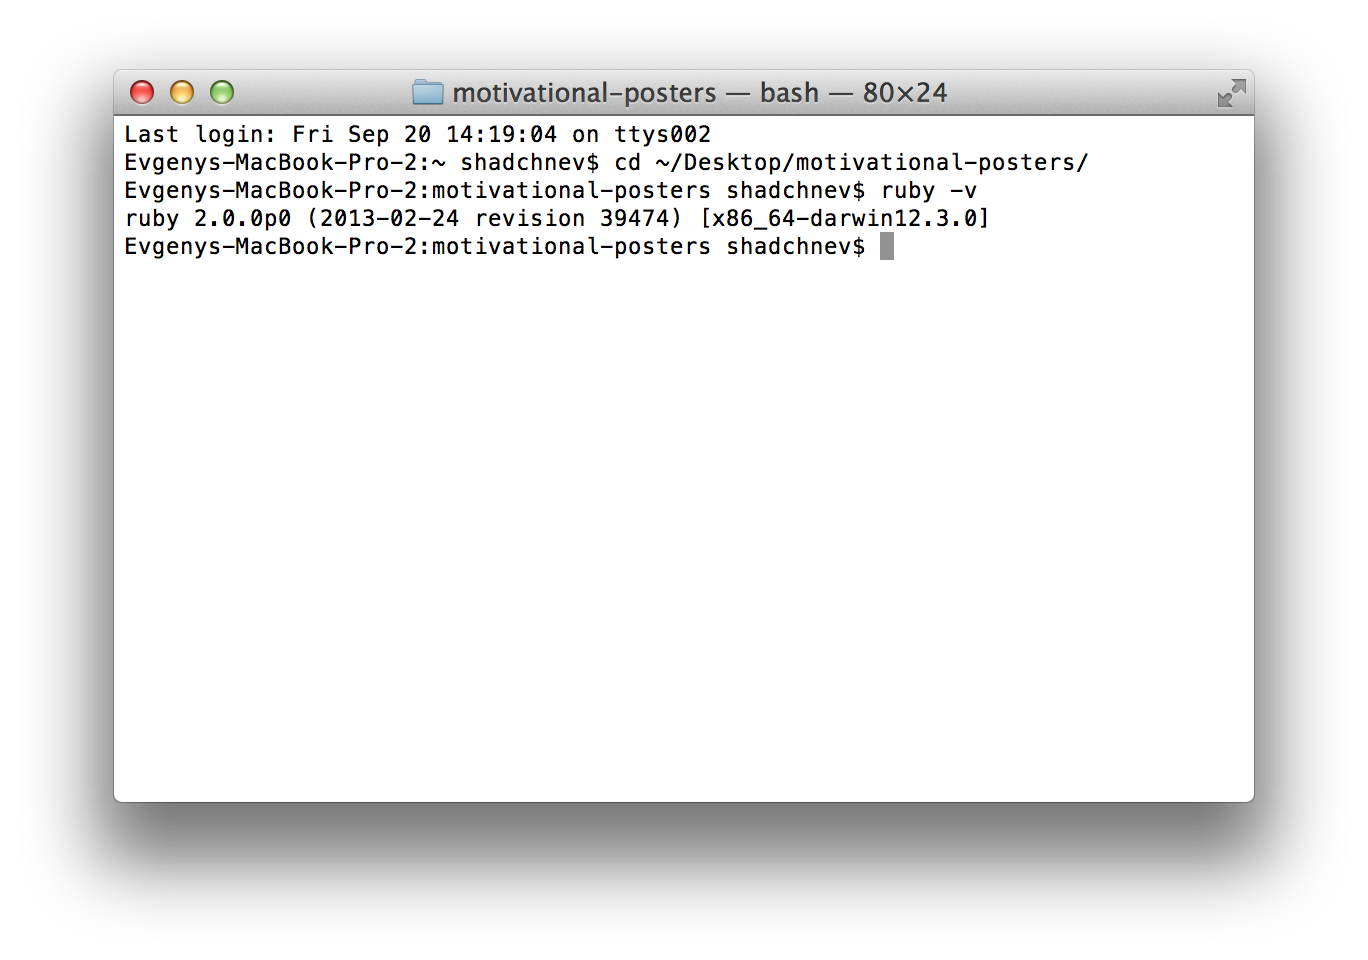 motivational-posters — bash — 80×24
Last login: Fri Sep 20 14:19:04 on ttys002
Evgenys-MacBook-Pro-2:~ shadchnev$ cd ~/Desktop/motivational-posters/
Evgenys-MacBook-Pro-2:motivational-posters shadchnev$ ruby -v
ruby 2.0.0p0 (2013-02-24 revision 39474) [x86_64-darwin12.3.0]
Evgenys-MacBook-Pro-2:motivational-posters shadchnev$